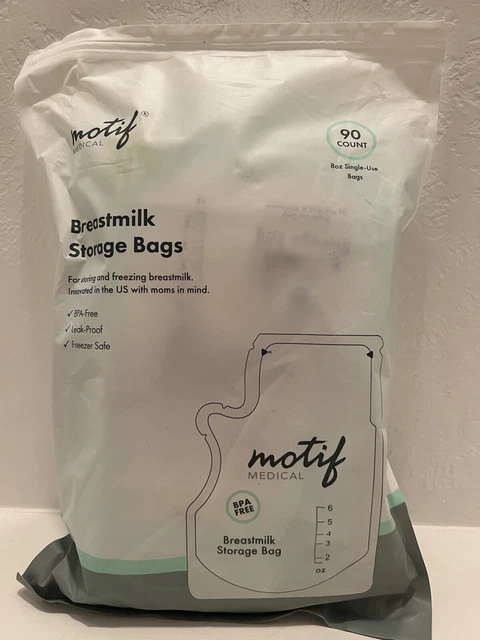 motif®
MEDICAL
90
COUNT
8oz Single-Use
Bags
Breastmilk
Storage Bags
For storing and freezing breastmilk.
Innovated in the US with moms in mind.
✓ BPA-Free
✓ Leak-Proof
✓ Freezer Safe
motif
MEDICAL
BPA
FREE
Breastmilk
Storage Bag
6
5
4
3
2
oz